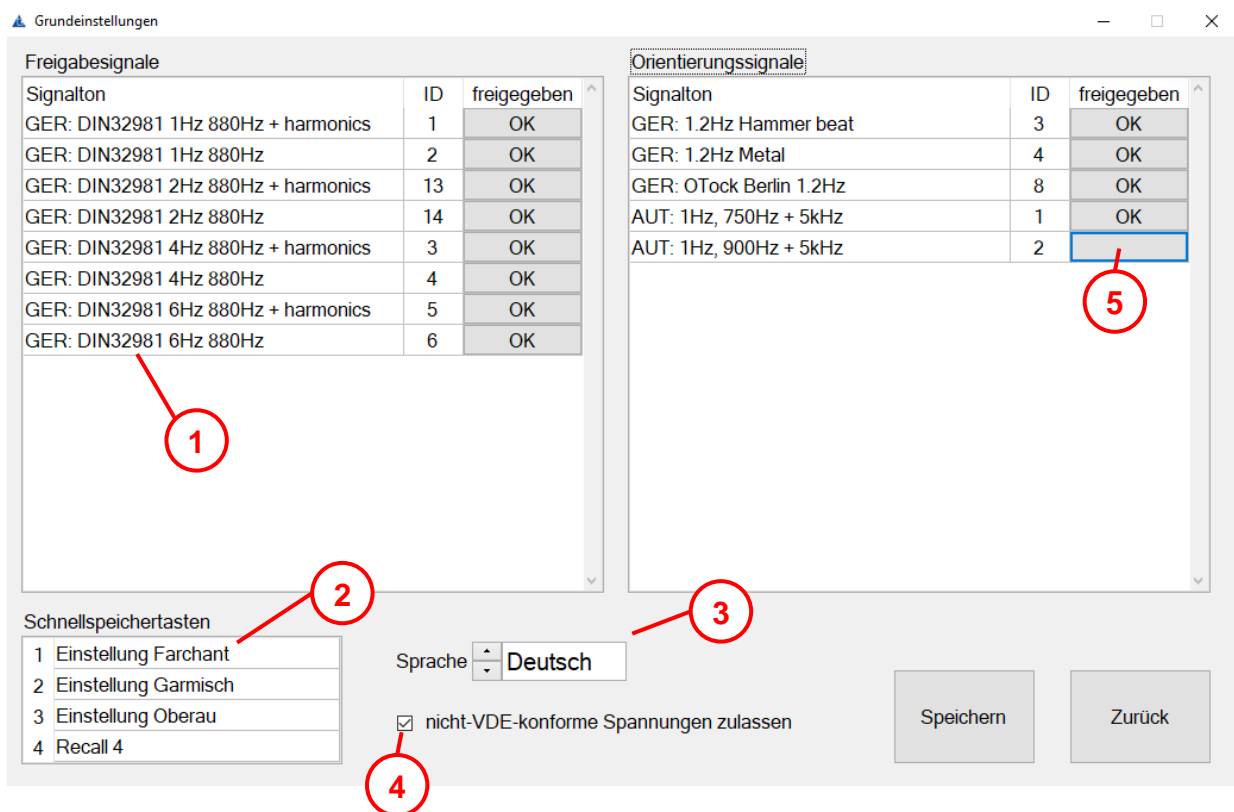 Grundeinstellungen
Freigabesignale
Signalton ID freigegeben
GER: DIN32981 1Hz 880Hz + harmonics 1 OK
GER: DIN32981 1Hz 880Hz 2 OK
GER: DIN32981 2Hz 880Hz + harmonics 13 OK
GER: DIN32981 2Hz 880Hz 14 OK
GER: DIN32981 4Hz 880Hz + harmonics 3 OK
GER: DIN32981 4Hz 880Hz 4 OK
GER: DIN32981 6Hz 880Hz + harmonics 5 OK
GER: DIN32981 6Hz 880Hz 6 OK
1
Orientierungssignale
Signalton ID freigegeben
GER: 1.2Hz Hammer beat 3 OK
GER: 1.2Hz Metal 4 OK
GER: OTock Berlin 1.2Hz 8 OK
AUT: 1Hz, 750Hz + 5kHz 1 OK
AUT: 1Hz, 900Hz + 5kHz 2
5
2
Schnellspeichertasten
1 Einstellung Farchant
2 Einstellung Garmisch
3 Einstellung Oberau
4 Recall 4
3
Sprache Deutsch
nicht-VDE-konforme Spannungen zulassen
4
Speichern
Zurück